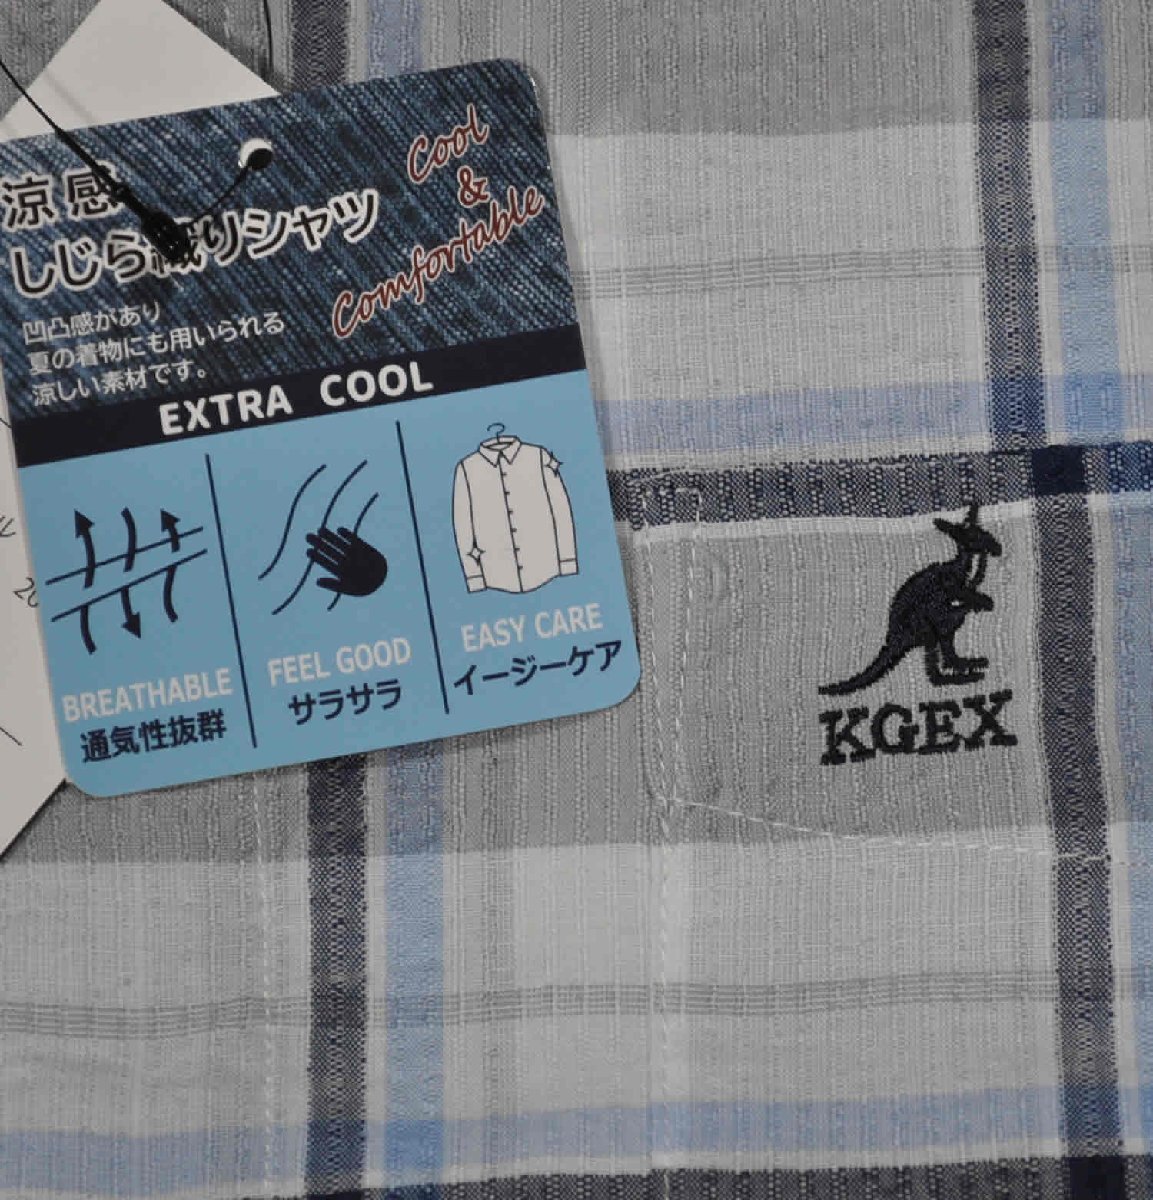 涼感
しじら織りシャツ
Cool
&
Comfortable
凹凸感があり
夏の着物にも用いられる
涼しい素材です。
EXTRA COOL
BREATHABLE
通気性抜群
FEEL GOOD
サラサラ
EASY CARE
イージーケア
KGEX